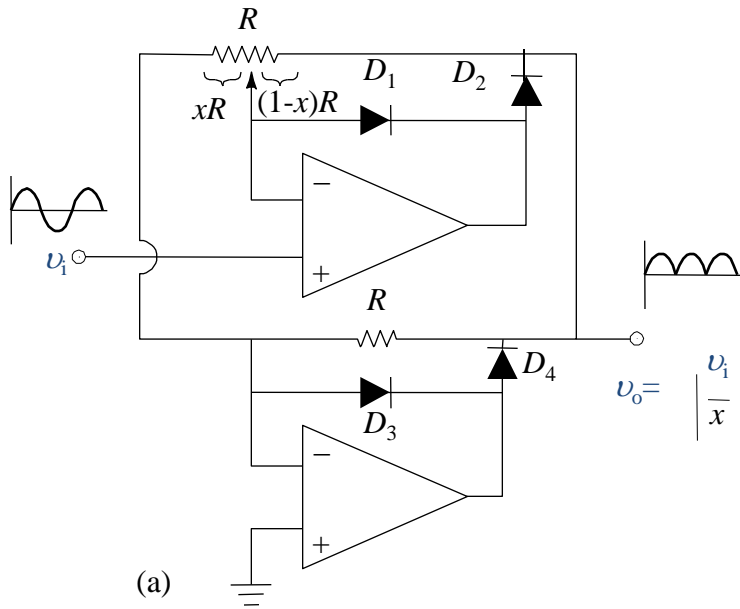 R
D1
D2
xR
(1-x)R
−
υi
+
R
D4
υo= | υi
x
D3
−
+
(a)